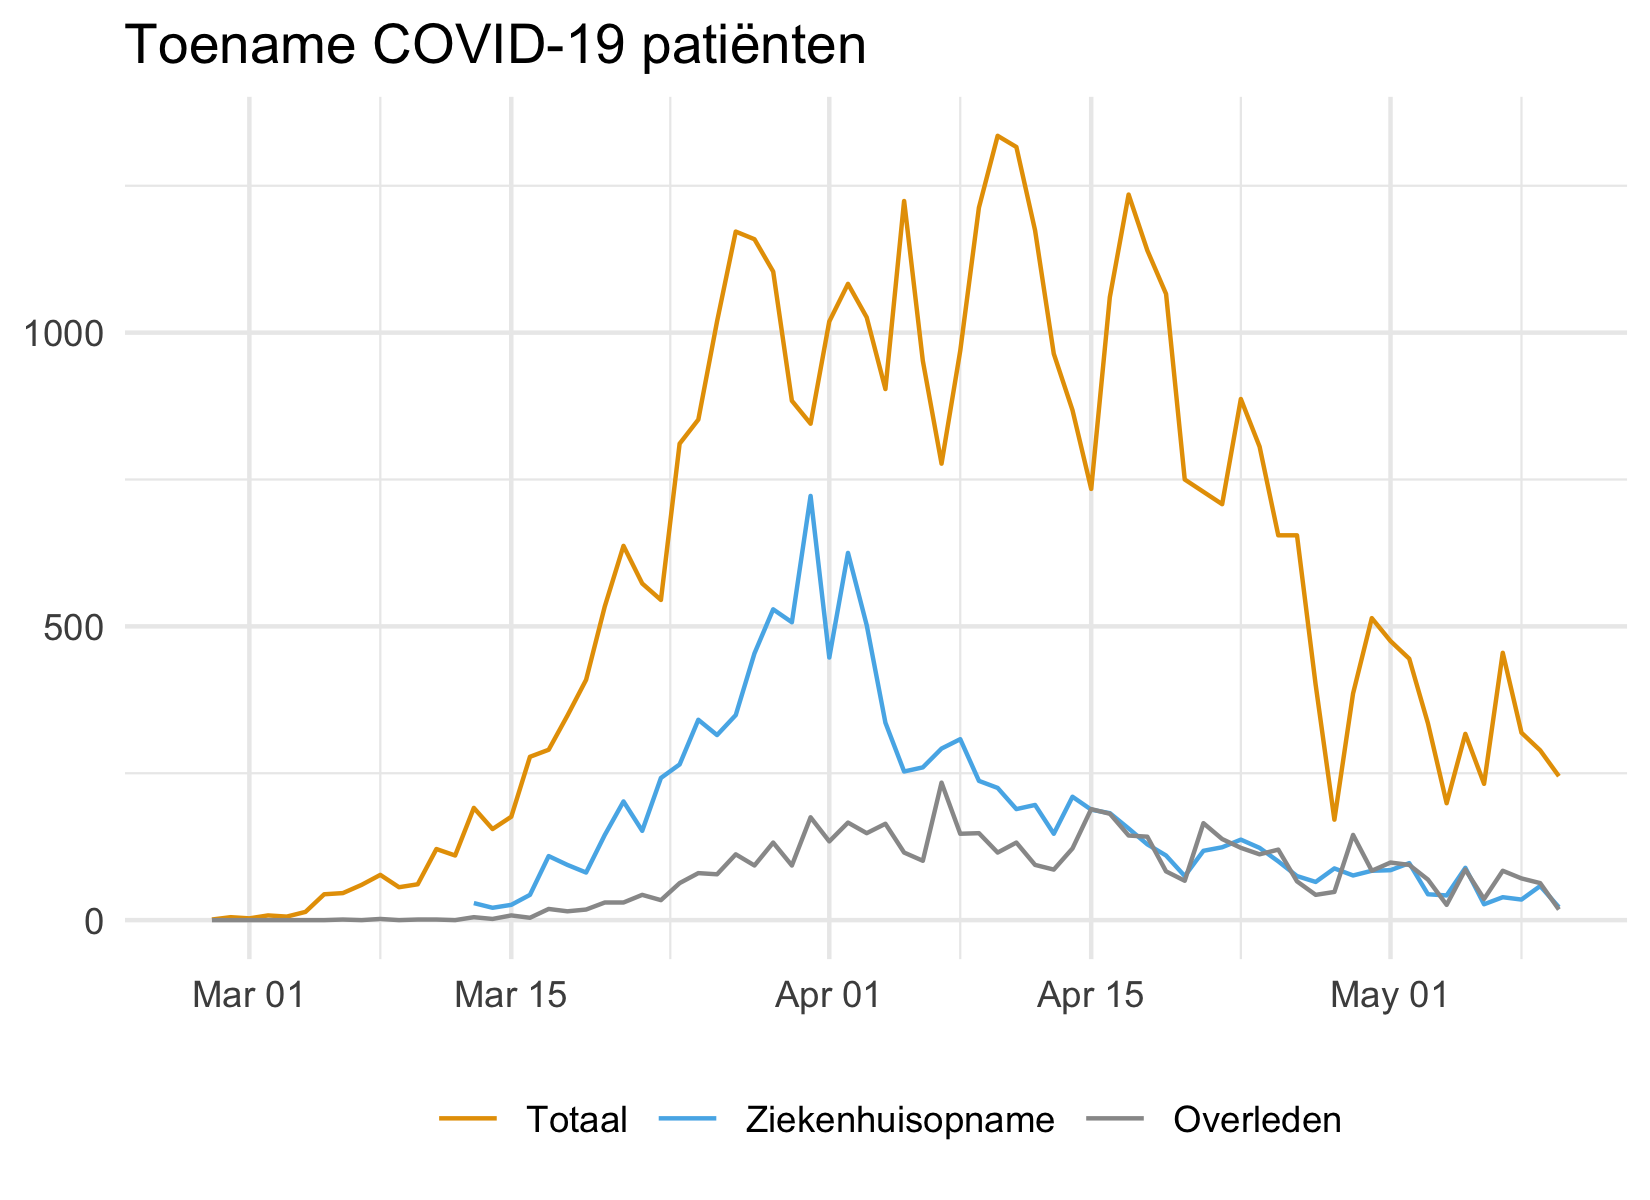 Toename COVID-19 patiënten
1000
500
0
Mar 01 Mar 15 Apr 01 Apr 15 May 01
Totaal Ziekenhuisopname Overleden